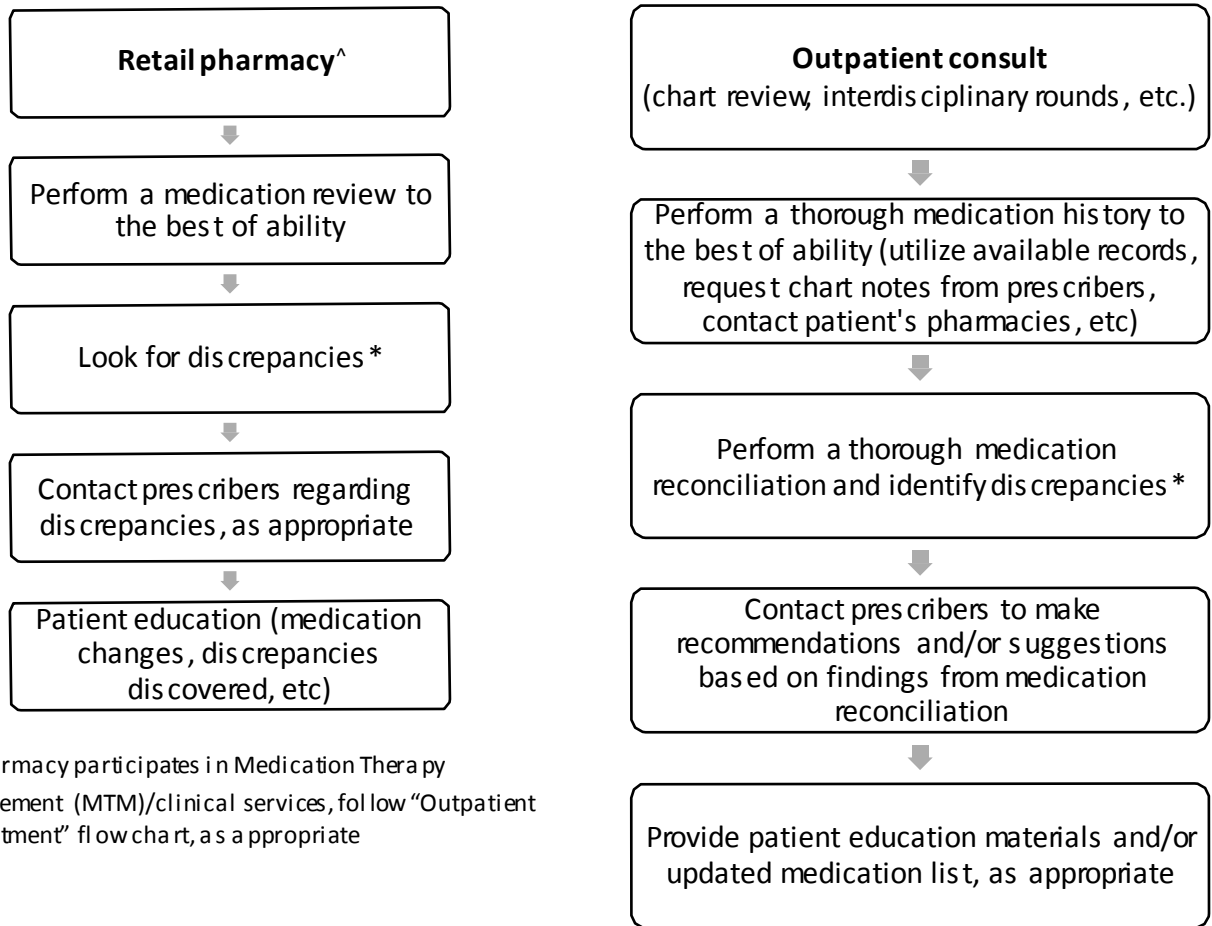 Retail pharmacy^
Perform a medication review to
the best of ability
Look for discrepancies *
Contact prescribers regarding
discrepancies, as appropriate
Patient education (medication
changes, discrepancies
discovered, etc)
rmacy participates in Medication Therapy
ement (MTM)/clinical services, follow “Outpatient
tment” flow chart, as appropriate
Outpatient consult
(chart review, interdisciplinary rounds, etc.)
Perform a thorough medication history to
the best of ability (utilize available records,
request chart notes from prescribers,
contact patient's pharmacies, etc)
Perform a thorough medication
reconciliation and identify discrepancies *
Contact prescribers to make
recommendations and/or suggestions
based on findings from medication
reconciliation
Provide patient education materials and/or
updated medication list, as appropriate